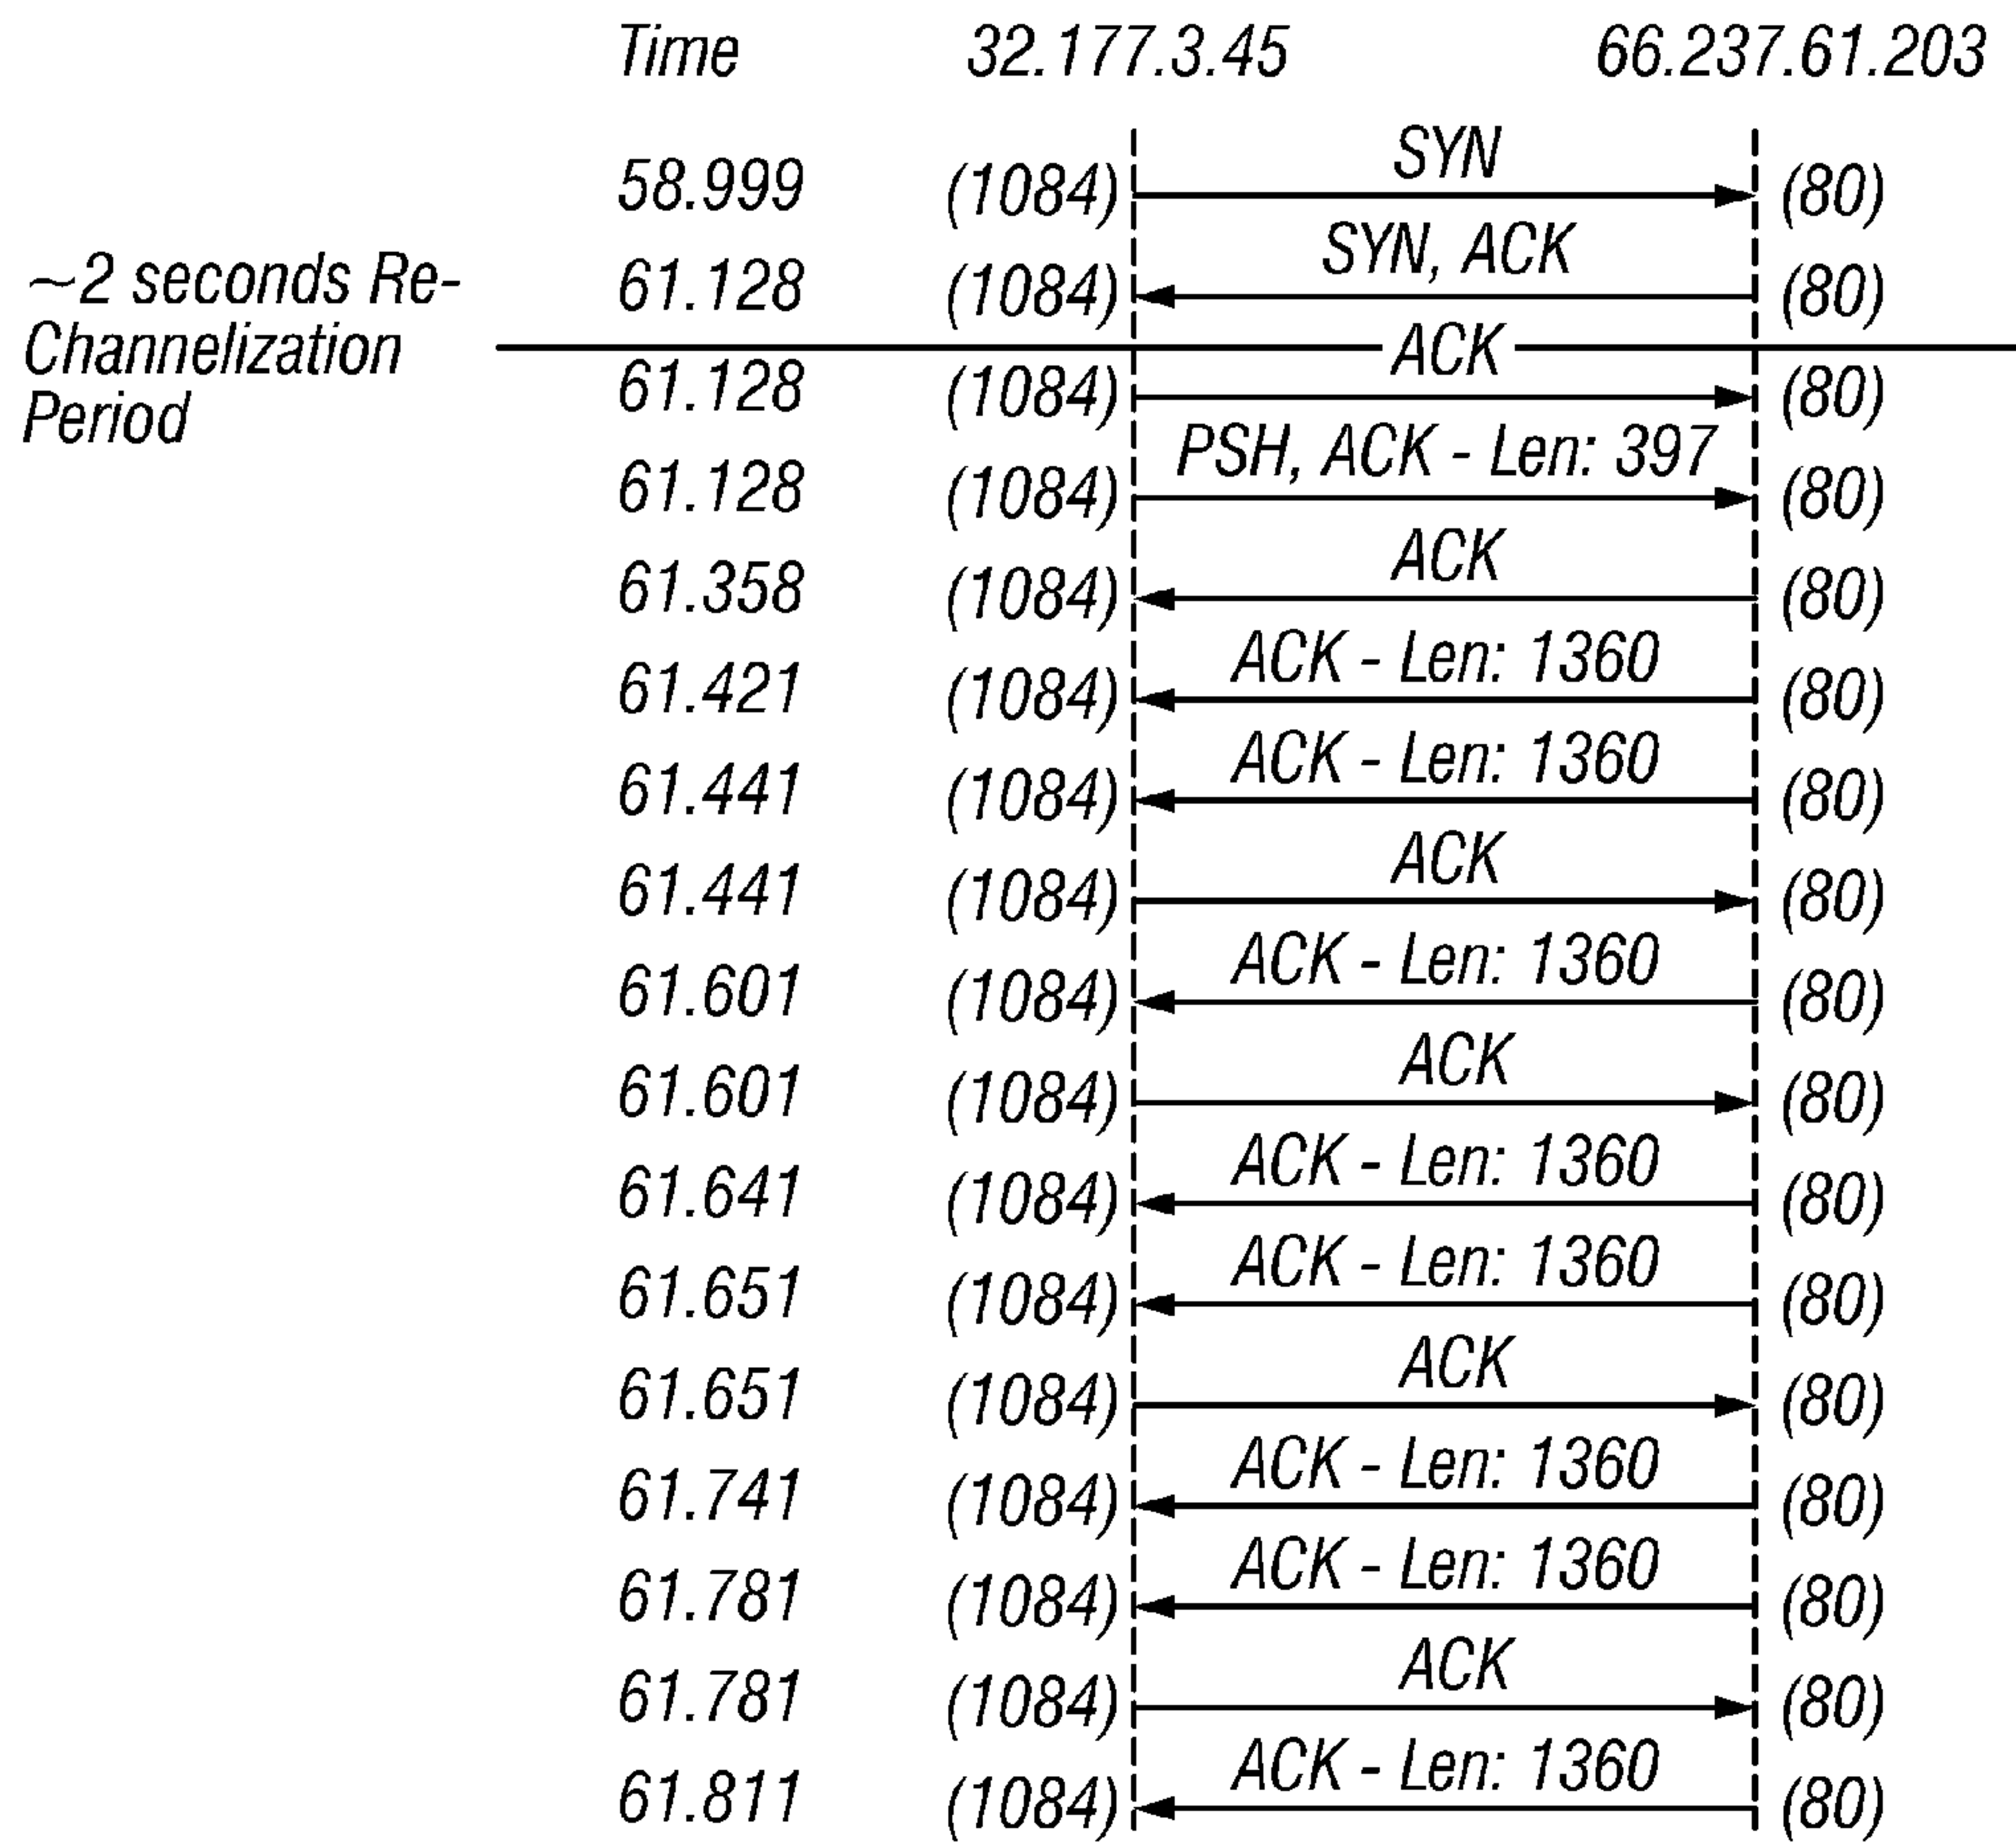 Time 32.177.3.45 66.237.61.203
SYN
58.999 (1084) (80)
SYN, ACK
~2 seconds Re-
61.128 (1084) (80)
Channelization
ACK
61.128 (1084) (80)
Period
PSH, ACK - Len: 397
61.128 (1084) (80)
ACK
61.358 (1084) (80)
ACK - Len: 1360
61.421 (1084) (80)
ACK - Len: 1360
61.441 (1084) (80)
ACK
61.441 (1084) (80)
ACK - Len: 1360
61.601 (1084) (80)
ACK
61.601 (1084) (80)
ACK - Len: 1360
61.641 (1084) (80)
ACK - Len: 1360
61.651 (1084) (80)
ACK
61.651 (1084) (80)
ACK - Len: 1360
61.741 (1084) (80)
ACK - Len: 1360
61.781 (1084) (80)
ACK
61.781 (1084) (80)
ACK - Len: 1360
61.811 (1084) (80)